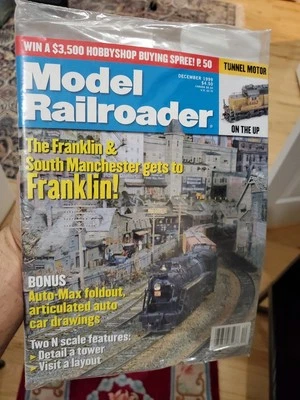 WIN A $3,500 HOBBYSHOP BUYING SPREE! P. 50
TUNNEL MOTOR
ON THE UP
DECEMBER 1999
$4.50
Model
Railroader
The Franklin &
South Manchester gets to
Franklin!
BONUS
Auto-Max foldout,
articulated auto
car drawings
Two N scale features:
➤ Detail a tower
➤ Visit a layout